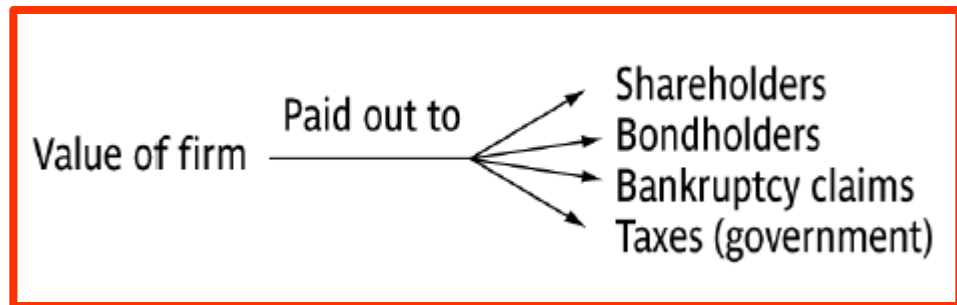 Value of firm
Paid out to
Shareholders
Bondholders
Bankruptcy claims
Taxes (government)